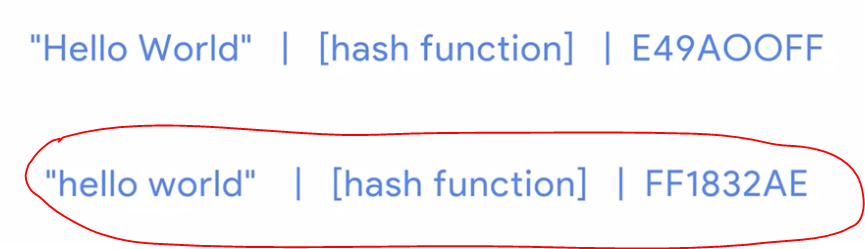 "Hello World" | [hash function] | E49AOOFF
"hello world" | [hash function] | FF1832AE